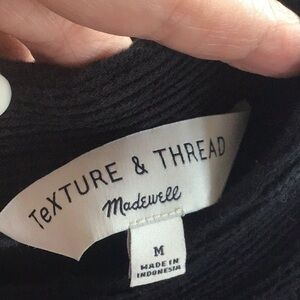 TeXTURE & THREAD
Madewell
M
MADE IN
INDONESIA